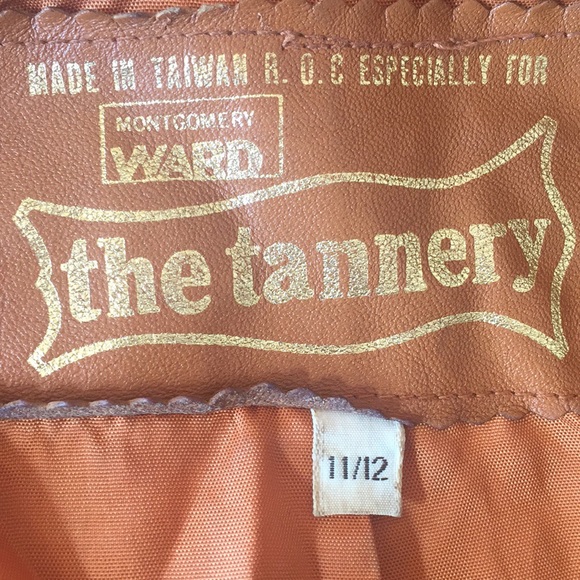 MADE IN TAIWAN R.O.C ESPECIALLY FOR
MONTGOMERY
WARD
the tannery
11/12